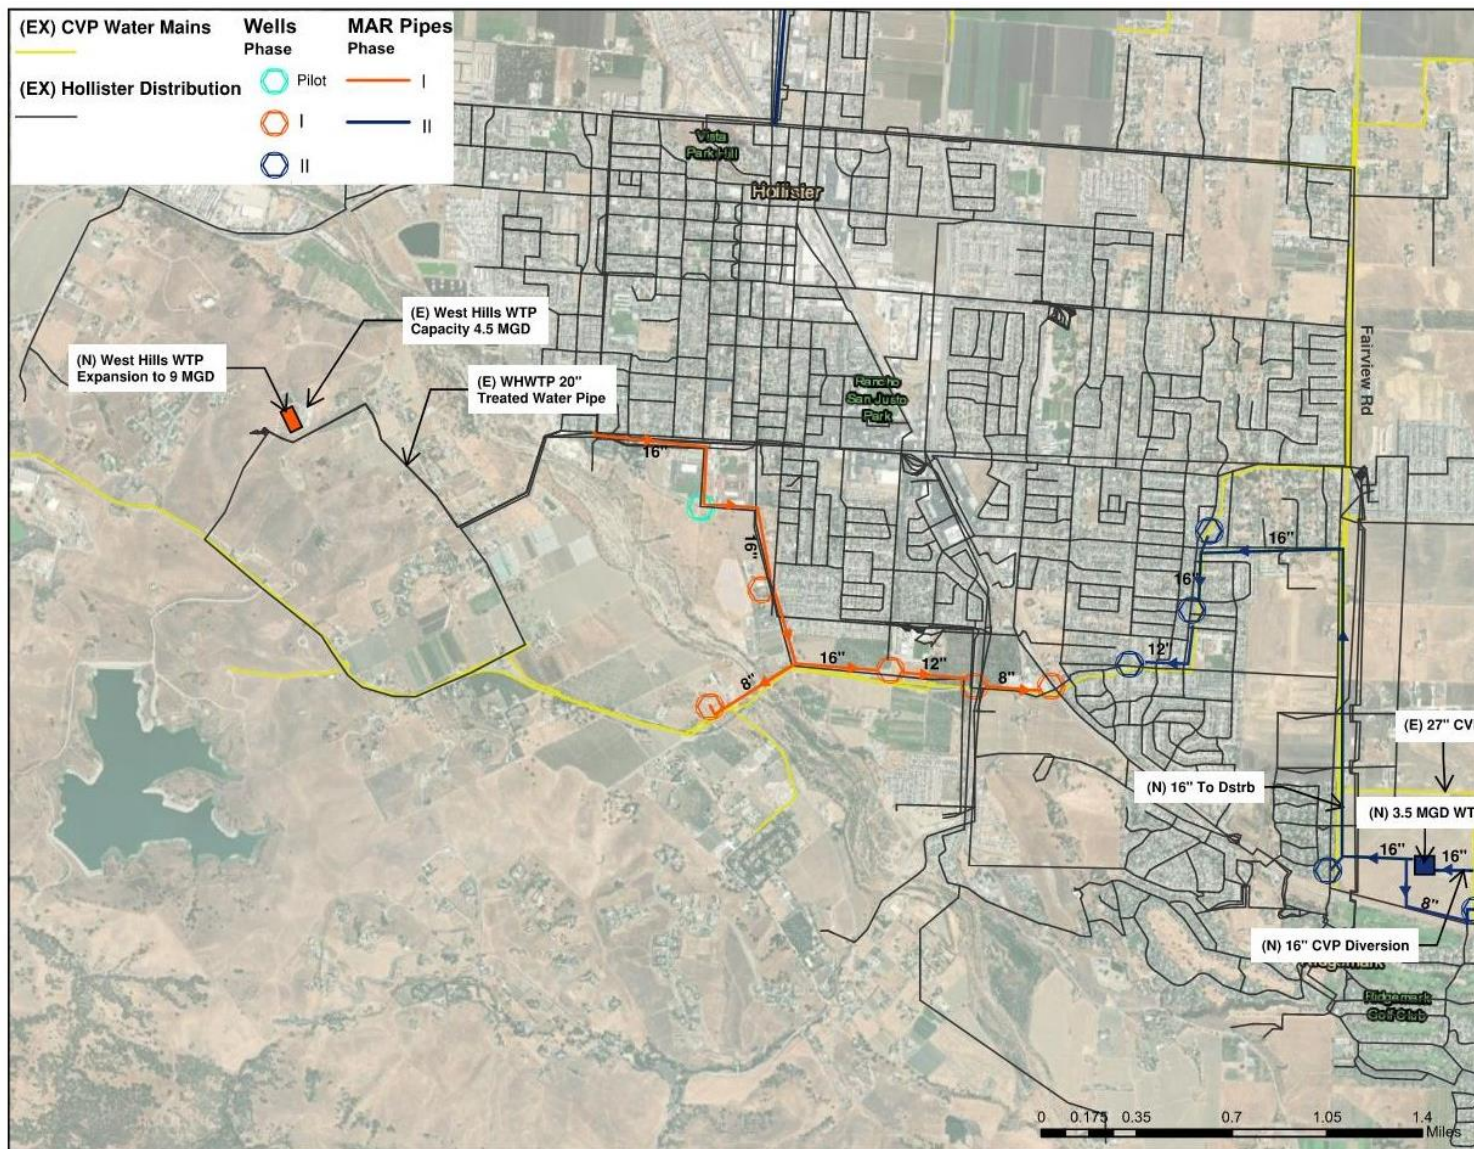 (EX) CVP Water Mains
(EX) Hollister Distribution
Wells
Phase
Pilot
I
II
MAR Pipes
Phase
I
II
Vista
Park Hill
Hollister
(E) West Hills WTP
Capacity 4.5 MGD
(N) West Hills WTP
Expansion to 9 MGD
(E) WHWTP 20"
Treated Water Pipe
Fairview Rd
Rancho
San Justo
Park
16"
16"
16"
12"
8"
8"
16"
16"
12"
(E) 27" CV
(N) 16" To Dstrb
(N) 3.5 MGD WT
16"
16"
8"
(N) 16" CVP Diversion
Ridgemark
Golf Club
0 0.175 0.35 0.7 1.05 1.4
Miles